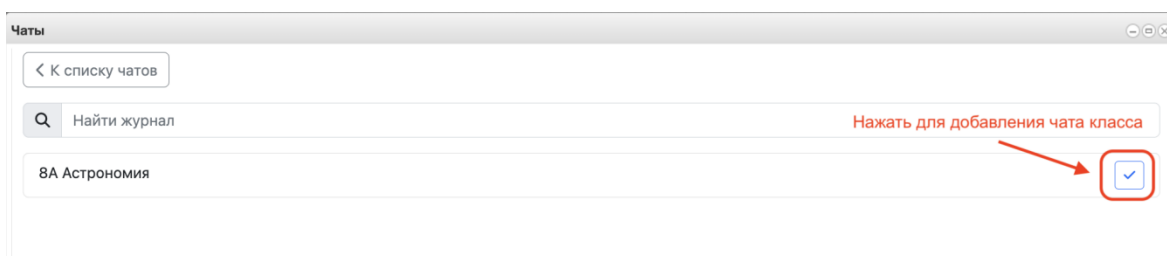 Чаты
К списку чатов
Найти журнал
Нажать для добавления чата класса
8А Астрономия